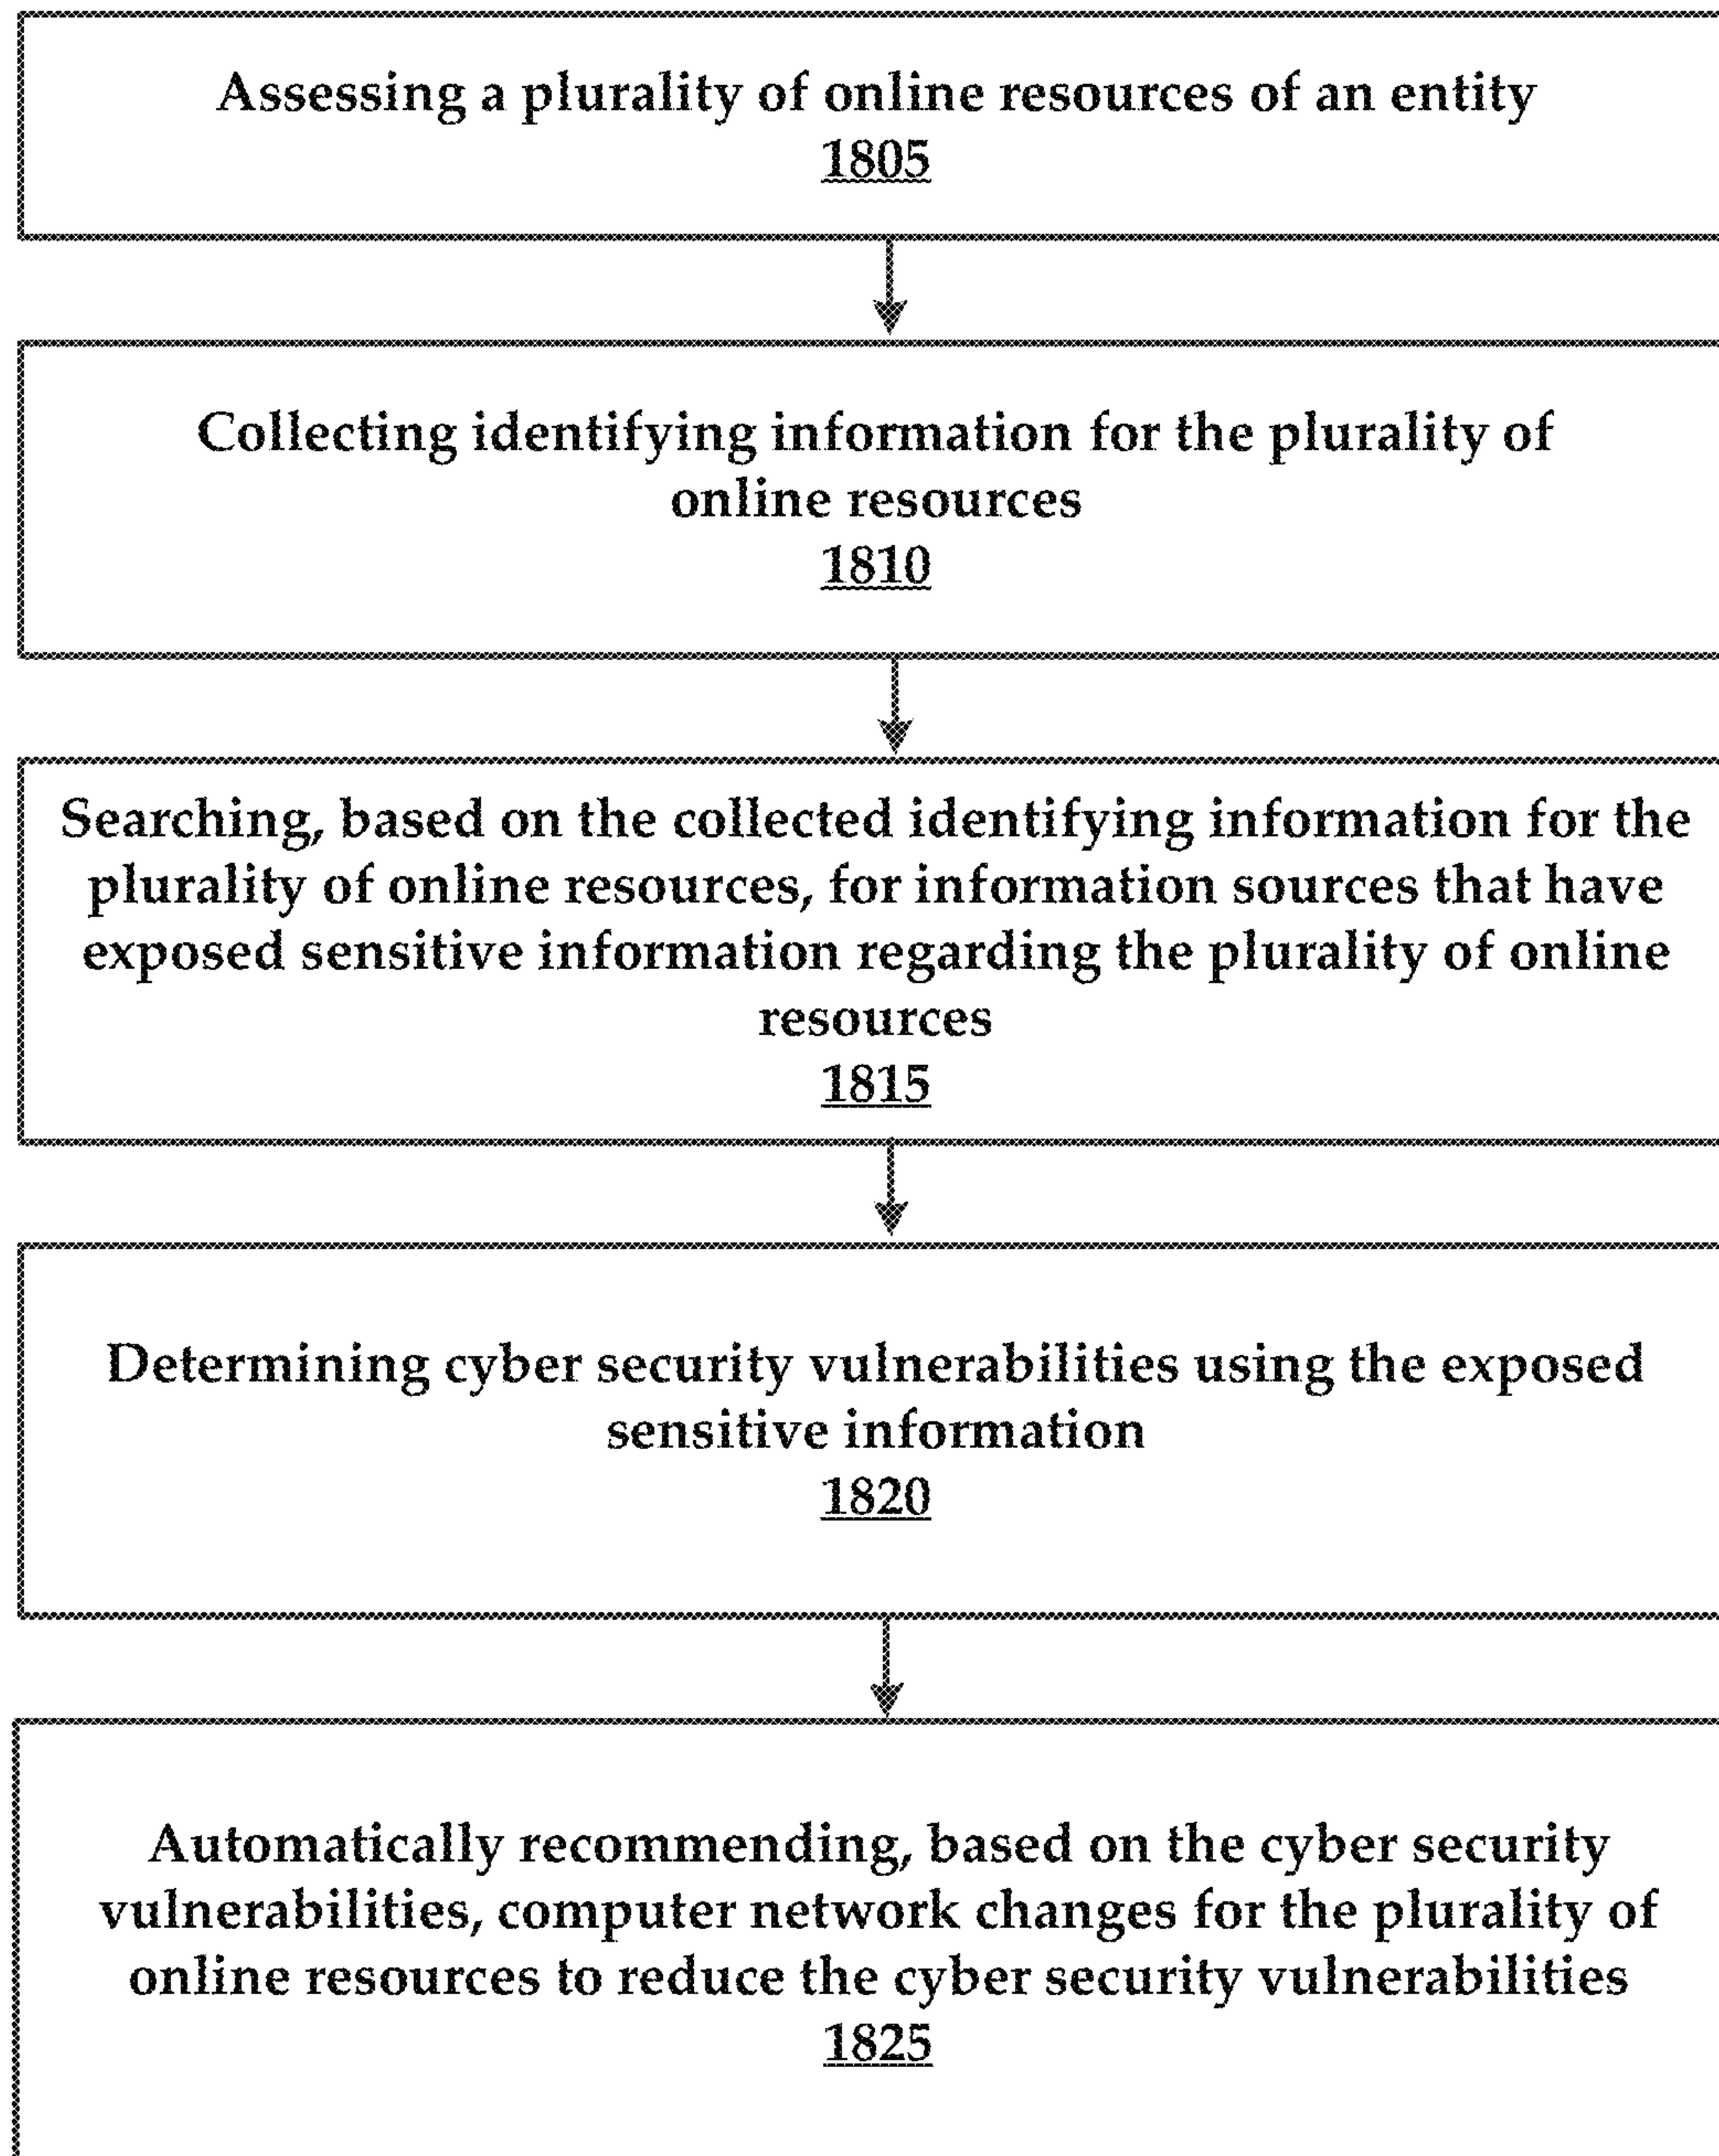 Assessing a plurality of online resources of an entity
1805
Collecting identifying information for the plurality of
online resources
1810
Searching, based on the collected identifying information for the
plurality of online resources, for information sources that have
exposed sensitive information regarding the plurality of online
resources
1815
Determining cyber security vulnerabilities using the exposed
sensitive information
1820
Automatically recommending, based on the cyber security
vulnerabilities, computer network changes for the plurality of
online resources to reduce the cyber security vulnerabilities
1825